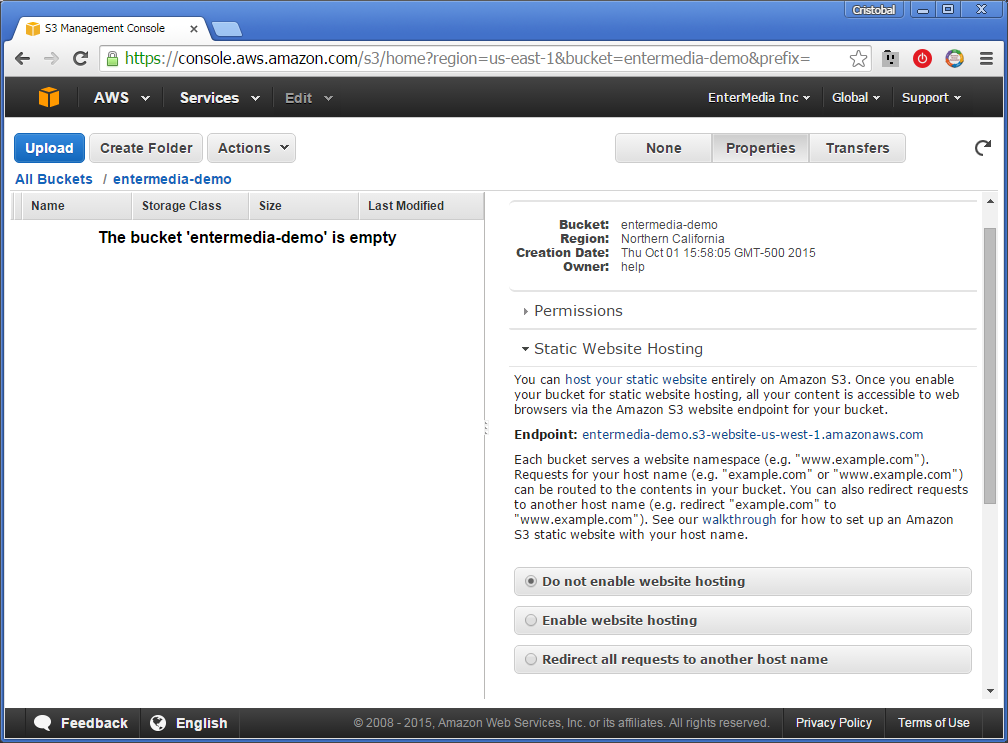 Cristobal
S3 Management Console
https://console.aws.amazon.com/s3/home?region=us-east-1&bucket=entermedia-demo&prefix=
AWS Services Edit EnterMedia Inc Global Support
Upload Create Folder Actions None Properties Transfers
All Buckets / entermedia-demo
Name Storage Class Size Last Modified
The bucket 'entermedia-demo' is empty
Bucket: entermedia-demo
Region: Northern California
Creation Date: Thu Oct 01 15:58:05 GMT-500 2015
Owner: help
Permissions
Static Website Hosting
You can host your static website entirely on Amazon S3. Once you enable
your bucket for static website hosting, all your content is accessible to web
browsers via the Amazon S3 website endpoint for your bucket.
Endpoint: entermedia-demo.s3-website-us-west-1.amazonaws.com
Each bucket serves a website namespace (e.g. "www.example.com").
Requests for your host name (e.g. "example.com" or "www.example.com")
can be routed to the contents in your bucket. You can also redirect requests
to another host name (e.g. redirect "example.com" to
"www.example.com"). See our walkthrough for how to set up an Amazon
S3 static website with your host name.
Do not enable website hosting
Enable website hosting
Redirect all requests to another host name
Feedback English © 2008 - 2015, Amazon Web Services, Inc. or its affiliates. All rights reserved. Privacy Policy Terms of Use